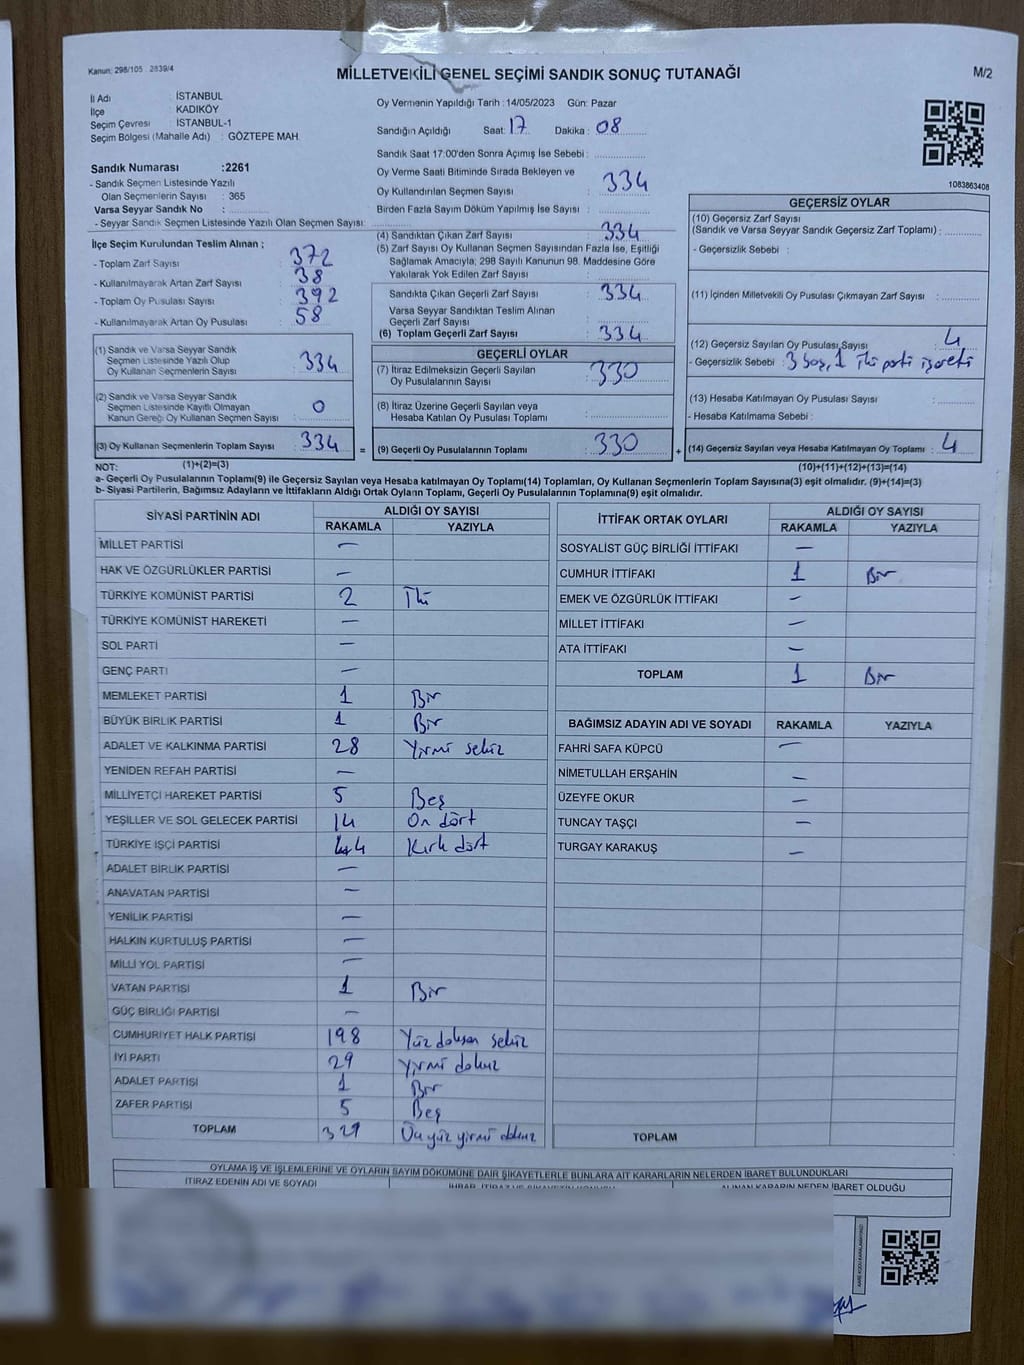 Kanun: 298/105 2839/4
MİLLETVEKİLİ GENEL SEÇİMİ SANDIK SONUÇ TUTANAĞI
M/2
İl Adı : İSTANBUL
İlçe : KADIKÖY
Seçim Çevresi : İSTANBUL-1
Seçim Bölgesi (Mahalle Adı) : GÖZTEPE MAH.
Oy Vermenin Yapıldığı Tarih : 14/05/2023 Gün: Pazar
Sandığın Açıldığı Saat: 17 Dakika : 08
Sandık Saat 17:00'den Sonra Açımış İse Sebebi :
Sandık Numarası :2261
- Sandık Seçmen Listesinde Yazılı
Olan Seçmenlerin Sayısı : 365
Varsa Seyyar Sandık No :
- Seyyar Sandık Seçmen Listesinde Yazılı Olan Seçmen Sayısı:
Oy Verme Saati Bitiminde Sırada Bekleyen ve
Oy Kullandırılan Seçmen Sayısı : 334
Birden Fazla Sayım Döküm Yapılmış İse Sayısı :
1083863408
İlçe Seçim Kurulundan Teslim Alınan ;
- Toplam Zarf Sayısı : 372
- Kullanılmayarak Artan Zarf Sayısı : 38
- Toplam Oy Pusulası Sayısı : 392
- Kullanılmayarak Artan Oy Pusulası : 58
(4) Sandıktan Çıkan Zarf Sayısı : 334
(5) Zarf Sayısı Oy Kullanan Seçmen Sayısından Fazla İse, Eşitliği
Sağlamak Amacıyla; 298 Sayılı Kanunun 98. Maddesine Göre
Yakılarak Yok Edilen Zarf Sayısı :
Sandıkta Çıkan Geçerli Zarf Sayısı : 334
Varsa Seyyar Sandıktan Teslim Alınan
Geçerli Zarf Sayısı :
(6) Toplam Geçerli Zarf Sayısı : 334
GEÇERSİZ OYLAR
(10) Geçersiz Zarf Sayısı
(Sandık ve Varsa Seyyar Sandık Geçersiz Zarf Toplamı) :
- Geçersizlik Sebebi :
(11) İçinden Milletvekili Oy Pusulası Çıkmayan Zarf Sayısı :
(12) Geçersiz Sayılan Oy Pusulası Sayısı : 4
- Geçersizlik Sebebi : 3 boş, 1 iki parti işareti
(13) Hesaba Katılmayan Oy Pusulası Sayısı :
- Hesaba Katılmama Sebebi :
(1) Sandık ve Varsa Seyyar Sandık
Seçmen Listesinde Yazılı Olup
Oy Kullanan Seçmenlerin Sayısı : 334
(2) Sandık ve Varsa Seyyar Sandık
Seçmen Listesinde Kayıtlı Olmayan
Kanun Gereği Oy Kullanan Seçmen Sayısı : 0
GEÇERLİ OYLAR
(7) İtiraz Edilmeksizin Geçerli Sayılan
Oy Pusulalarının Sayısı : 330
(8) İtiraz Üzerine Geçerli Sayılan veya
Hesaba Katılan Oy Pusulası Toplamı :
(3) Oy Kullanan Seçmenlerin Toplam Sayısı : 334 = (9) Geçerli Oy Pusulalarının Toplamı : 330 + (14) Geçersiz Sayılan veya Hesaba Katılmayan Oy Toplamı : 4
NOT: (1)+(2)=(3) (10)+(11)+(12)+(13)=(14)
a- Geçerli Oy Pusulalarının Toplamı(9) ile Geçersiz Sayılan veya Hesaba katılmayan Oy Toplamı(14) Toplamları, Oy Kullanan Seçmenlerin Toplam Sayısına(3) eşit olmalıdır. (9)+(14)=(3)
b- Siyasi Partilerin, Bağımsız Adayların ve İttifakların Aldığı Ortak Oyların Toplamı, Geçerli Oy Pusulalarının Toplamına(9) eşit olmalıdır.
SİYASİ PARTİNİN ADI ALDIĞI OY SAYISI
RAKAMLA YAZIYLA
MİLLET PARTİSİ —
HAK VE ÖZGÜRLÜKLER PARTİSİ —
TÜRKİYE KOMÜNİST PARTİSİ 2 İki
TÜRKİYE KOMÜNİST HAREKETİ —
SOL PARTİ —
GENÇ PARTİ —
MEMLEKET PARTİSİ 1 Bir
BÜYÜK BİRLİK PARTİSİ 1 Bir
ADALET VE KALKINMA PARTİSİ 28 Yirmi sekiz
YENİDEN REFAH PARTİSİ —
MİLLİYETÇİ HAREKET PARTİSİ 5 Beş
YEŞİLLER VE SOL GELECEK PARTİSİ 14 On dört
TÜRKİYE İŞÇİ PARTİSİ 44 Kırk dört
ADALET BİRLİK PARTİSİ —
ANAVATAN PARTİSİ —
YENİLİK PARTİSİ —
HALKIN KURTULUŞ PARTİSİ —
MİLLİ YOL PARTİSİ —
VATAN PARTİSİ 1 Bir
GÜÇ BİRLİĞİ PARTİSİ —
CUMHURİYET HALK PARTİSİ 198 Yüz doksan sekiz
İYİ PARTİ 29 Yirmi dokuz
ADALET PARTİSİ 1 Bir
ZAFER PARTİSİ 5 Beş
TOPLAM 329 Üç yüz yirmi dokuz
İTTİFAK ORTAK OYLARI ALDIĞI OY SAYISI
RAKAMLA YAZIYLA
SOSYALİST GÜÇ BİRLİĞİ İTTİFAKI —
CUMHUR İTTİFAKI 1 Bir
EMEK VE ÖZGÜRLÜK İTTİFAKI —
MİLLET İTTİFAKI —
ATA İTTİFAKI —
TOPLAM 1 Bir
BAĞIMSIZ ADAYIN ADI VE SOYADI RAKAMLA YAZIYLA
FAHRİ SAFA KÜPCÜ —
NİMETULLAH ERŞAHİN —
ÜZEYFE OKUR —
TUNCAY TAŞÇI —
TURGAY KARAKUŞ —
TOPLAM
OYLAMA İŞ VE İŞLEMLERİNE VE OYLARIN SAYIM DÖKÜMÜNE DAİR ŞİKAYETLERLE BUNLARA AİT KARARLARIN NELERDEN İBARET BULUNDUKLARI
İTİRAZ EDENİN ADI VE SOYADI
ALINAN KARARIN NEDEN İBARET OLDUĞU